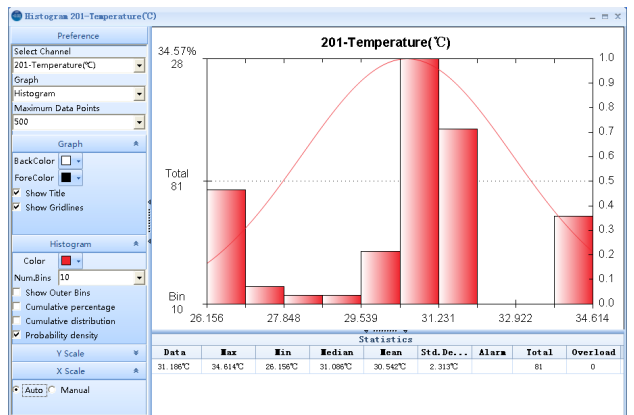 Histogram 201-Temperature(℃)
Preference
Select Channel
201-Temperature(℃)
Graph
Histogram
Maximum Data Points
500
Graph
BackColor
ForeColor
Show Title
Show Gridlines
Histogram
Color
Num.Bins 10
Show Outer Bins
Cumulative percentage
Cumulative distribution
Probability density
Y Scale
X Scale
Auto Manual
201-Temperature(℃)
34.57%
28
Total
81
Bin
10
1.0
0.9
0.8
0.7
0.6
0.5
0.4
0.3
0.2
0.1
0.0
26.156 27.848 29.539 31.231 32.922 34.614
Statistics
Data Max Min Median Mean Std.De... Alarm Total Overload
31.186℃ 34.614℃ 26.156℃ 31.086℃ 30.542℃ 2.313℃ 81 0